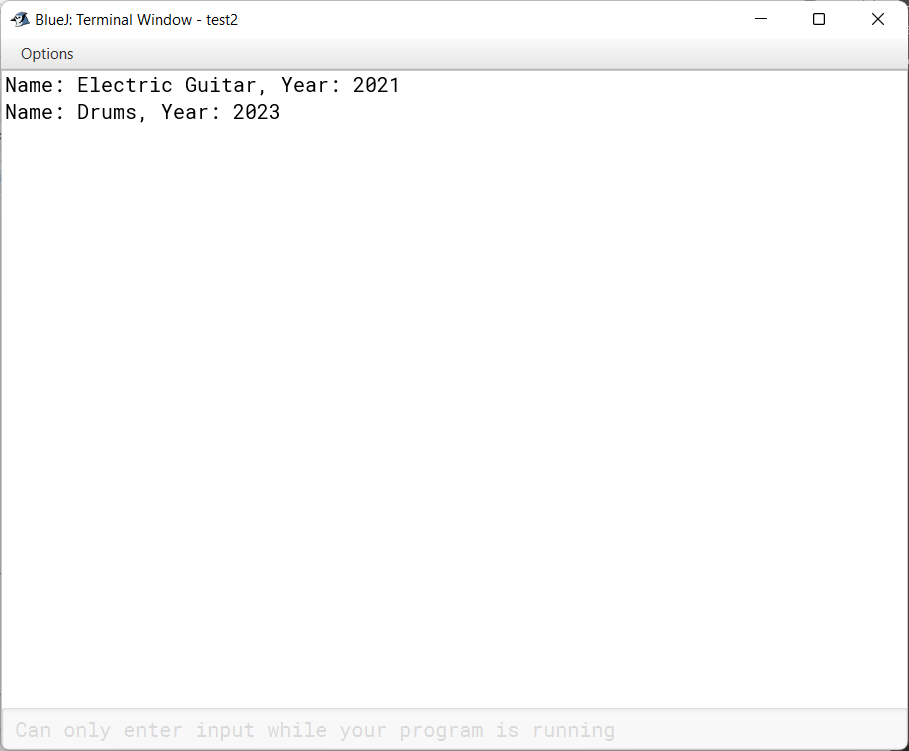 BlueJ: Terminal Window - test2
Options
Name: Electric Guitar, Year: 2021
Name: Drums, Year: 2023
Can only enter input while your program is running